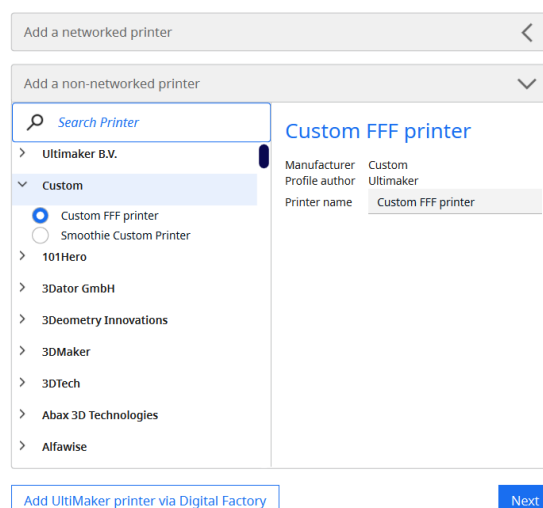 Add a networked printer
Add a non-networked printer
Search Printer
Ultimaker B.V.
Custom
Custom FFF printer
Smoothie Custom Printer
101Hero
3Dator GmbH
3Deometry Innovations
3DMaker
3DTech
Abax 3D Technologies
Alfawise
Custom FFF printer
Manufacturer Custom
Profile author Ultimaker
Printer name Custom FFF printer
Add UltiMaker printer via Digital Factory
Next